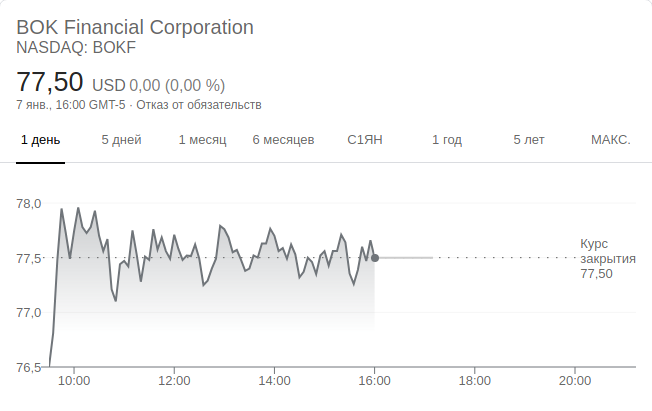 BOK Financial Corporation
NASDAQ: BOKF
77,50 USD 0,00 (0,00 %)
7 янв., 16:00 GMT-5 · Отказ от обязательств
1 день 5 дней 1 месяц 6 месяцев С1ЯН 1 год 5 лет МАКС.
78,0
Курс
77,5 закрытия
77,50
77,0
76,5
10:00 12:00 14:00 16:00 18:00 20:00